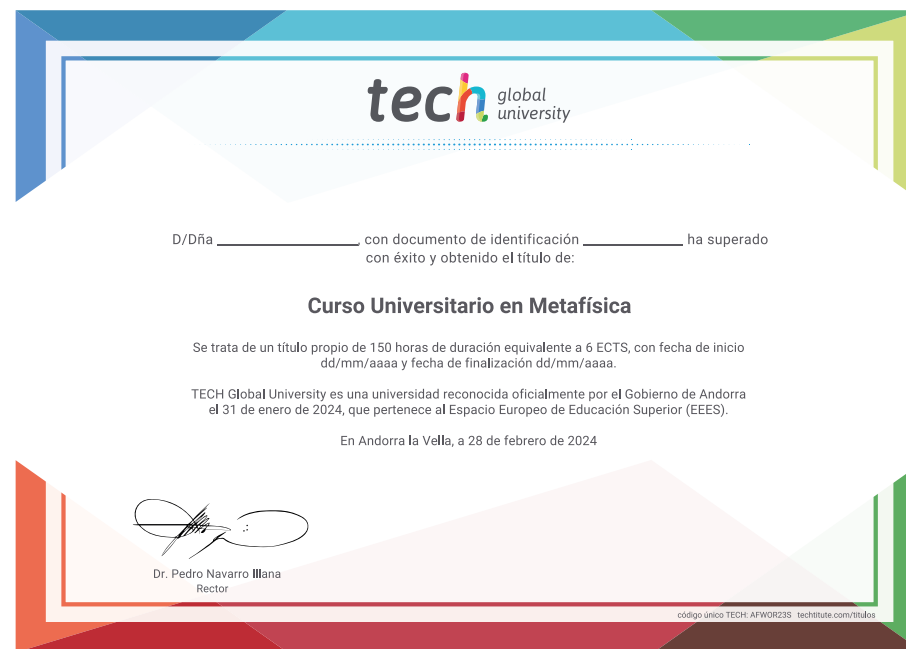 tech global university
D/Dña ________________, con documento de identificación ____________ ha superado
con éxito y obtenido el título de:
Curso Universitario en Metafísica
Se trata de un título propio de 150 horas de duración equivalente a 6 ECTS, con fecha de inicio
dd/mm/aaaa y fecha de finalización dd/mm/aaaa.
TECH Global University es una universidad reconocida oficialmente por el Gobierno de Andorra
el 31 de enero de 2024, que pertenece al Espacio Europeo de Educación Superior (EEES).
En Andorra la Vella, a 28 de febrero de 2024
Dr. Pedro Navarro Illana
Rector
código único TECH: AFWOR23S techtitute.com/titulos